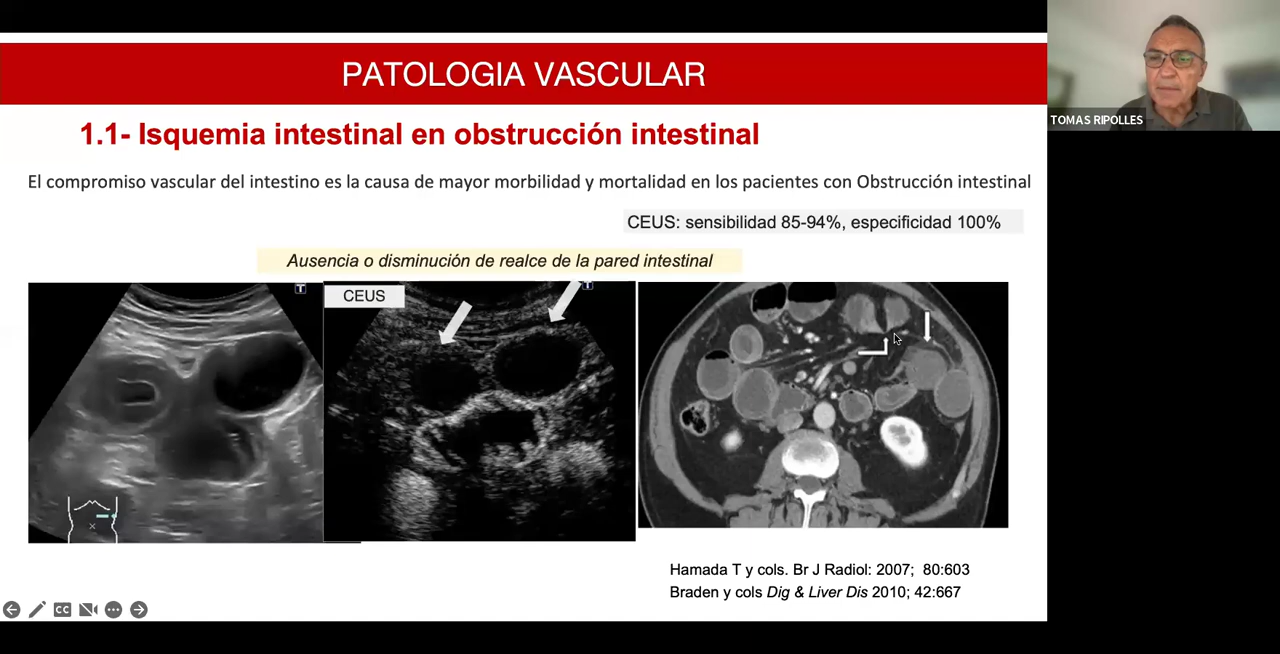 PATOLOGIA VASCULAR
1.1- Isquemia intestinal en obstrucción intestinal
El compromiso vascular del intestino es la causa de mayor morbilidad y mortalidad en los pacientes con Obstrucción intestinal
CEUS: sensibilidad 85-94%, especificidad 100%
Ausencia o disminución de realce de la pared intestinal
T
CEUS
T
Hamada T y cols. Br J Radiol: 2007; 80:603
Braden y cols Dig & Liver Dis 2010; 42:667
CC
TOMAS RIPOLLES